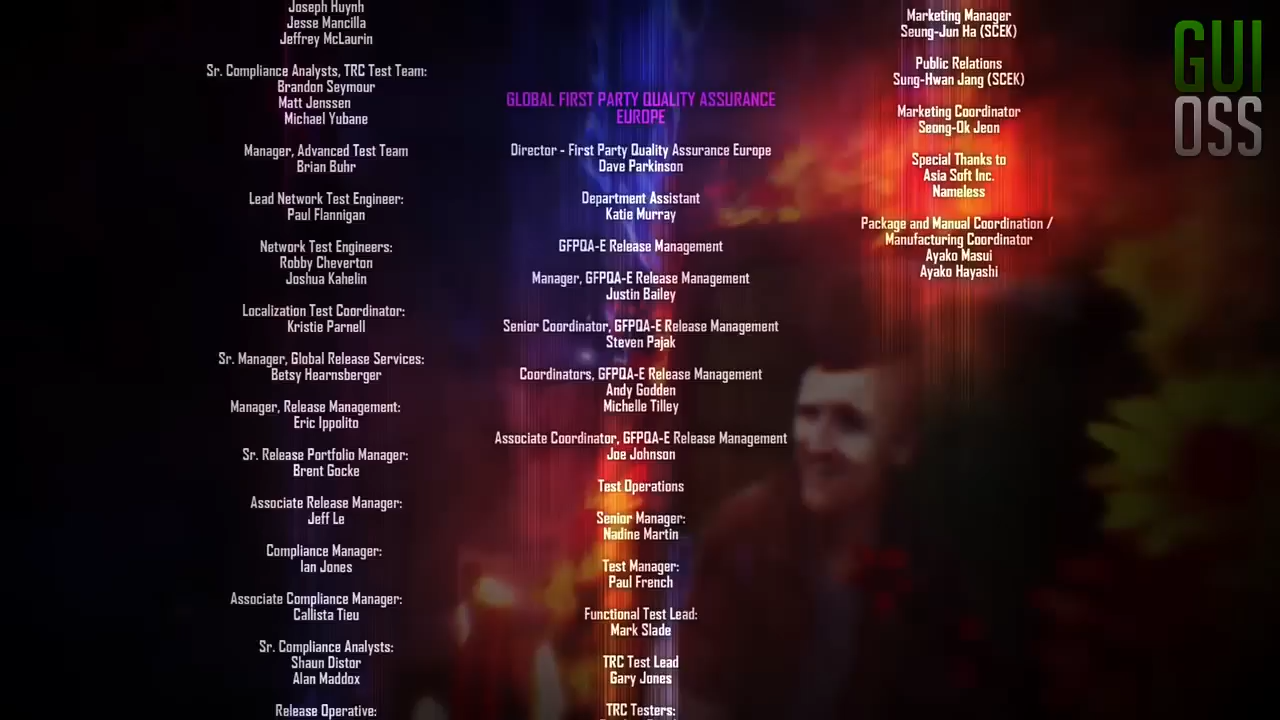 Joseph Huynh
Jesse Mancilla
Jeffrey McLaurin
Sr. Compliance Analysts, TRC Test Team:
Brandon Seymour
Matt Jenssen
Michael Yubane
Manager, Advanced Test Team
Brian Buhr
Lead Network Test Engineer:
Paul Flannigan
Network Test Engineers:
Robby Cheverton
Joshua Kahelin
Localization Test Coordinator:
Kristie Parnell
Sr. Manager, Global Release Services:
Betsy Hearnsberger
Manager, Release Management:
Eric Ippolito
Sr. Release Portfolio Manager:
Brent Gocke
Associate Release Manager:
Jeff Le
Compliance Manager:
Ian Jones
Associate Compliance Manager:
Callista Tieu
Sr. Compliance Analysts:
Shaun Distor
Alan Maddox
Release Operative:
GLOBAL FIRST PARTY QUALITY ASSURANCE
EUROPE
Director - First Party Quality Assurance Europe
Dave Parkinson
Department Assistant
Katie Murray
GFPQA-E Release Management
Manager, GFPQA-E Release Management
Justin Bailey
Senior Coordinator, GFPQA-E Release Management
Steven Pajak
Coordinators, GFPQA-E Release Management
Andy Godden
Michelle Tilley
Associate Coordinator, GFPQA-E Release Management
Joe Johnson
Test Operations
Senior Manager:
Nadine Martin
Test Manager:
Paul French
Functional Test Lead:
Mark Slade
TRC Test Lead
Gary Jones
TRC Testers:
Marketing Manager
Seung-Jun Ha (SCEK)
Public Relations
Sung-Hwan Jang (SCEK)
Marketing Coordinator
Seong-Ok Jeon
Special Thanks to
Asia Soft Inc.
Nameless
Package and Manual Coordination /
Manufacturing Coordinator
Ayako Masui
Ayako Hayashi
GUI
OSS